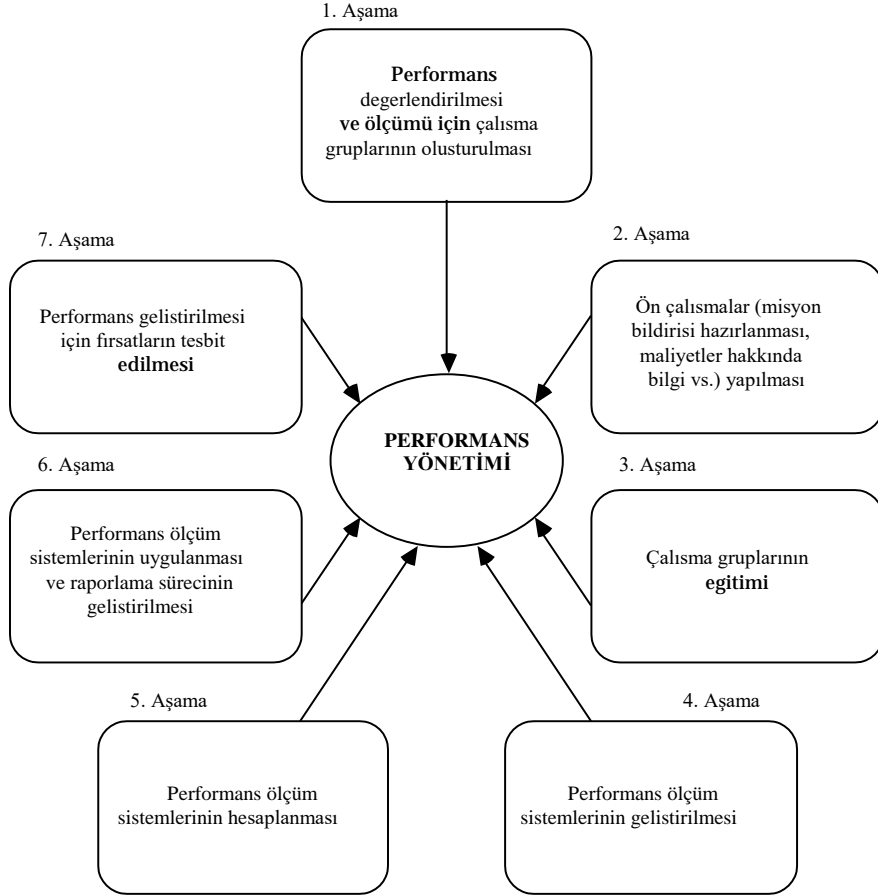 1. Aşama
Performans
degerlendirilmesi
ve ölçümü için çalısma
gruplarının olusturulması
2. Aşama
Ön çalısmalar (misyon
bildirisi hazırlanması,
maliyetler hakkında
bilgi vs.) yapılması
3. Aşama
Çalısma gruplarının
egitimi
4. Aşama
Performans ölçüm
sistemlerinin gelistirilmesi
5. Aşama
Performans ölçüm
sistemlerinin hesaplanması
6. Aşama
Performans ölçüm
sistemlerinin uygulanması
ve raporlama sürecinin
gelistirilmesi
7. Aşama
Performans gelistirilmesi
için fırsatların tesbit
edilmesi
PERFORMANS
YÖNETİMİ